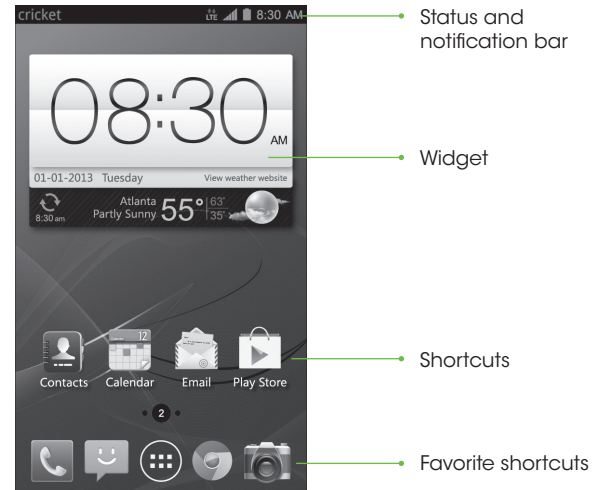 cricket LTE 8:30 AM
Status and
notification bar
08:30 AM
Widget
01-01-2013 Tuesday View weather website
8:30 am Atlanta
Partly Sunny 55° 63° 35°
Contacts Calendar 12 Email Play Store
Shortcuts
2
Favorite shortcuts